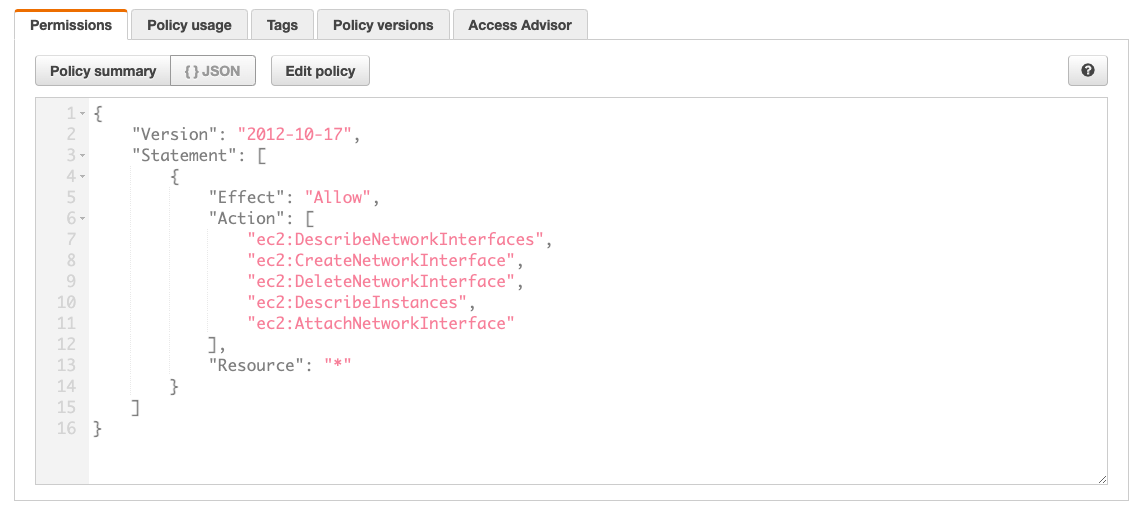 Permissions Policy usage Tags Policy versions Access Advisor
Policy summary { } JSON Edit policy ?
1 {
2 "Version": "2012-10-17",
3 "Statement": [
4 {
5 "Effect": "Allow",
6 "Action": [
7 "ec2:DescribeNetworkInterfaces",
8 "ec2:CreateNetworkInterface",
9 "ec2:DeleteNetworkInterface",
10 "ec2:DescribeInstances",
11 "ec2:AttachNetworkInterface"
12 ],
13 "Resource": "*"
14 }
15 ]
16 }